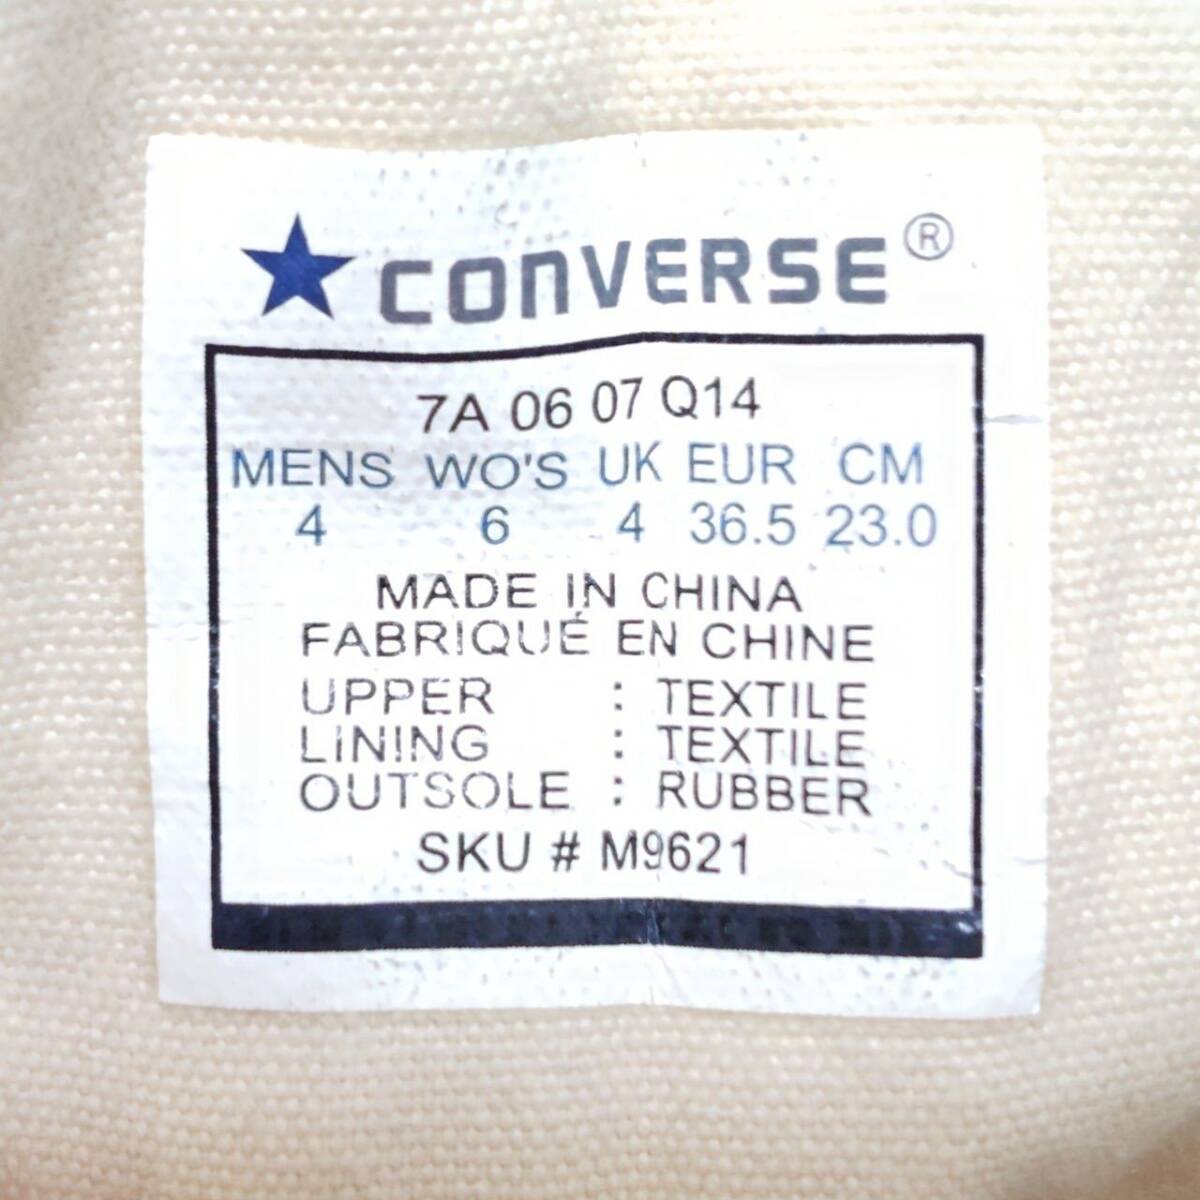 CONVERSE®
7A 06 07 Q14
MENS WO'S UK EUR CM
4 6 4 36.5 23.0
MADE IN CHINA
FABRIQUÉ EN CHINE
UPPER : TEXTILE
LINING : TEXTILE
OUTSOLE : RUBBER
SKU # M9621